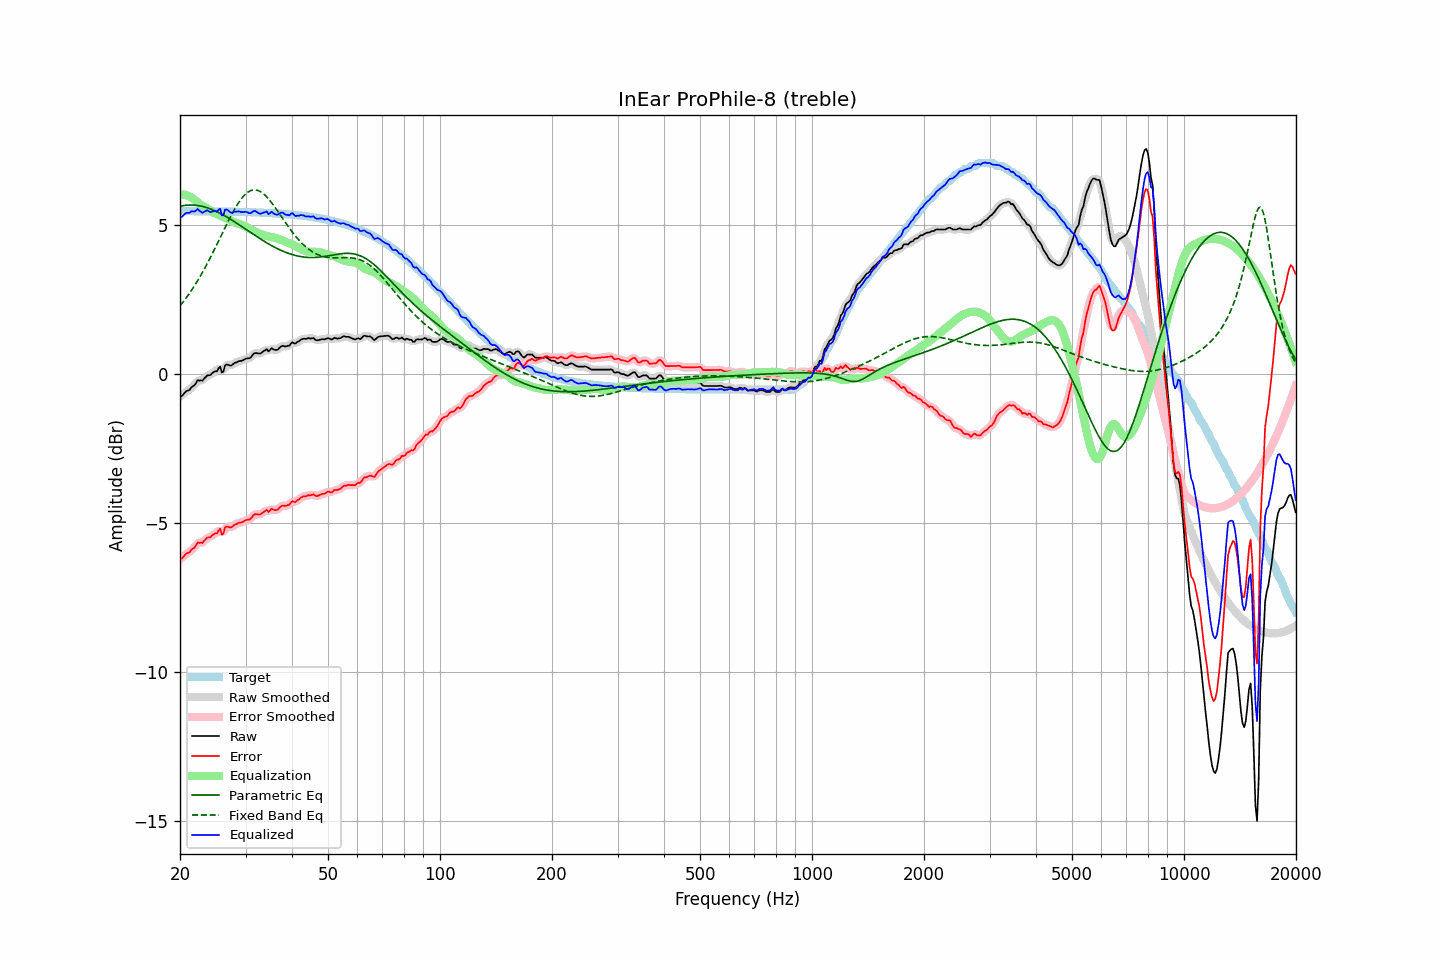 InEar ProPhile-8 (treble)
Amplitude (dBr)
5
0
−5
−10
−15
Target
Raw Smoothed
Error Smoothed
Raw
Error
Equalization
Parametric Eq
Fixed Band Eq
Equalized
20 50 100 200 500 1000 2000 5000 10000 20000
Frequency (Hz)